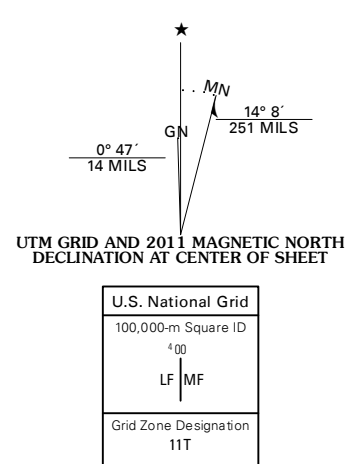 ★
MN
GN
14° 8´
251 MILS
0° 47´
14 MILS
UTM GRID AND 2011 MAGNETIC NORTH
DECLINATION AT CENTER OF SHEET
U.S. National Grid
100,000-m Square ID
⁴00
LF MF
Grid Zone Designation
11T